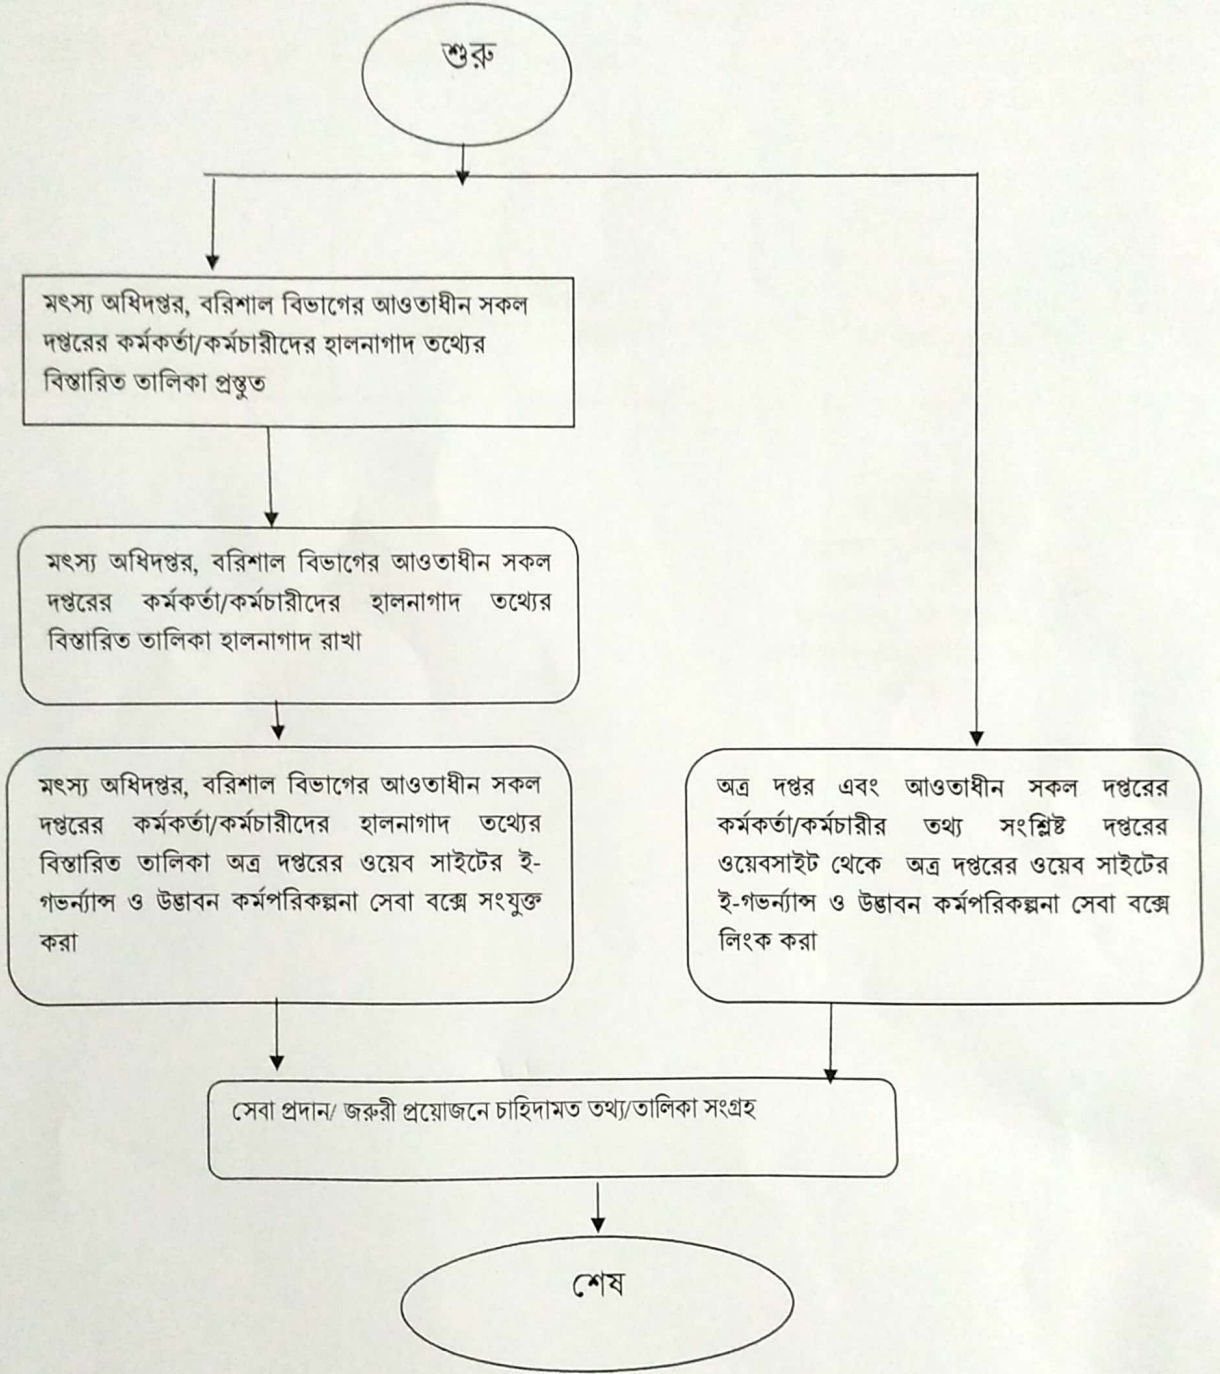 শুরু
মৎস্য অধিদপ্তর, বরিশাল বিভাগের আওতাধীন সকল
দপ্তরের কর্মকর্তা/কর্মচারীদের হালনাগাদ তথ্যের
বিস্তারিত তালিকা প্রস্তুত
মৎস্য অধিদপ্তর, বরিশাল বিভাগের আওতাধীন সকল
দপ্তরের কর্মকর্তা/কর্মচারীদের হালনাগাদ তথ্যের
বিস্তারিত তালিকা হালনাগাদ রাখা
মৎস্য অধিদপ্তর, বরিশাল বিভাগের আওতাধীন সকল
দপ্তরের কর্মকর্তা/কর্মচারীদের হালনাগাদ তথ্যের
বিস্তারিত তালিকা অত্র দপ্তরের ওয়েব সাইটের ই-
গভর্ন্যান্স ও উদ্ভাবন কর্মপরিকল্পনা সেবা বক্সে সংযুক্ত
করা
অত্র দপ্তর এবং আওতাধীন সকল দপ্তরের
কর্মকর্তা/কর্মচারীর তথ্য সংশ্লিষ্ট দপ্তরের
ওয়েবসাইট থেকে অত্র দপ্তরের ওয়েব সাইটের
ই-গভর্ন্যান্স ও উদ্ভাবন কর্মপরিকল্পনা সেবা বক্সে
লিংক করা
সেবা প্রদান/ জরুরী প্রয়োজনে চাহিদামত তথ্য/তালিকা সংগ্রহ
শেষ